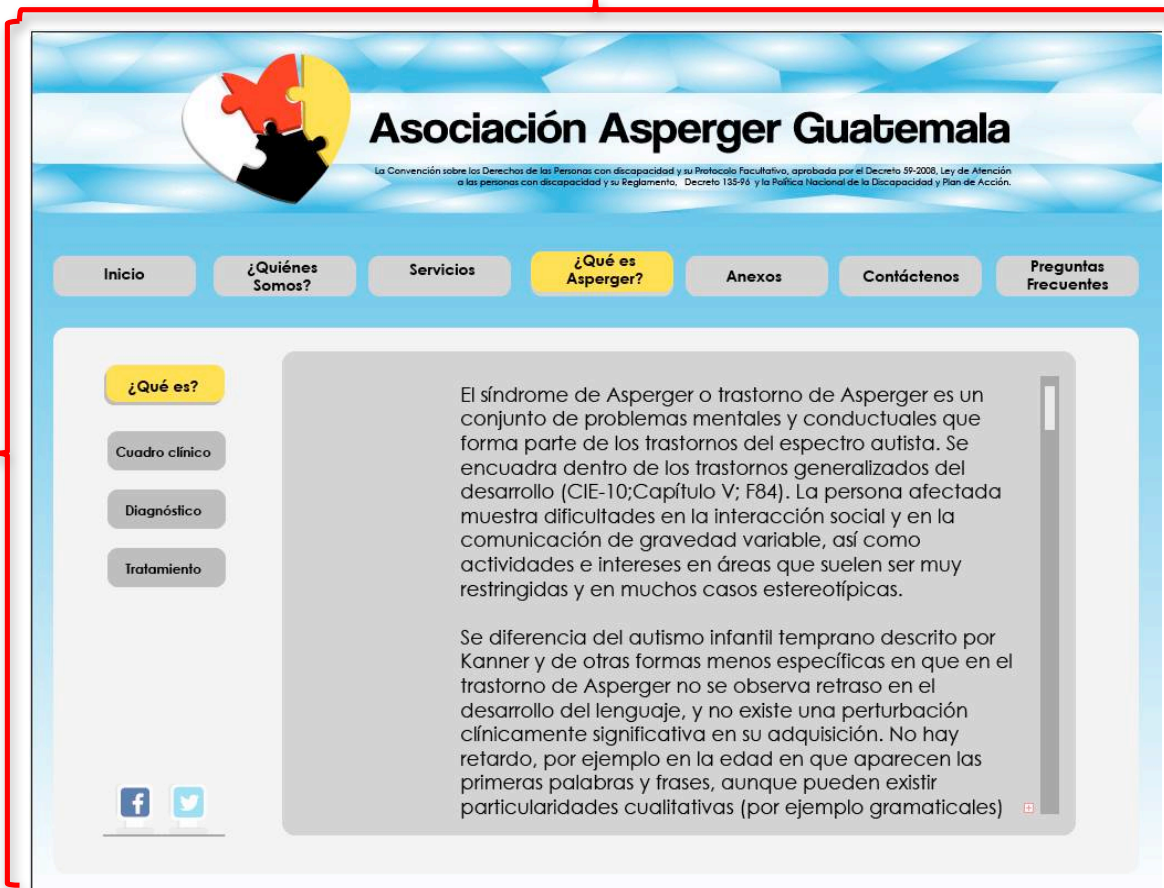 Asociación Asperger Guatemala
La Convención sobre los Derechos de las Personas con discapacidad y su Protocolo Facultativo, aprobada por el Decreto 59-2008, Ley de Atención
a las personas con discapacidad y su Reglamento, Decreto 135-96 y la Política Nacional de la Discapacidad y Plan de Acción.
Inicio
¿Quiénes
Somos?
Servicios
¿Qué es
Asperger?
Anexos
Contáctenos
Preguntas
Frecuentes
¿Qué es?
Cuadro clínico
Diagnóstico
Tratamiento
El síndrome de Asperger o trastorno de Asperger es un
conjunto de problemas mentales y conductuales que
forma parte de los trastornos del espectro autista. Se
encuadra dentro de los trastornos generalizados del
desarrollo (CIE-10;Capítulo V; F84). La persona afectada
muestra dificultades en la interacción social y en la
comunicación de gravedad variable, así como
actividades e intereses en áreas que suelen ser muy
restringidas y en muchos casos estereotípicas.
Se diferencia del autismo infantil temprano descrito por
Kanner y de otras formas menos específicas en que en el
trastorno de Asperger no se observa retraso en el
desarrollo del lenguaje, y no existe una perturbación
clínicamente significativa en su adquisición. No hay
retardo, por ejemplo en la edad en que aparecen las
primeras palabras y frases, aunque pueden existir
particularidades cualitativas (por ejemplo gramaticales)